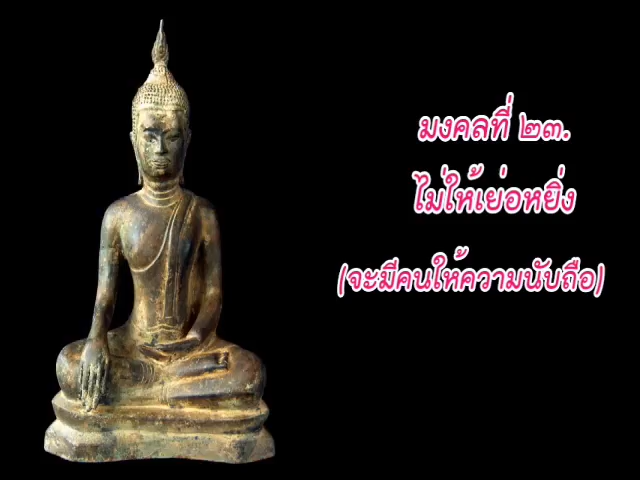 มงคลที่ ๒๓.
ไม่ให้เย่อหยิ่ง
(จะมีคนให้ความนับถือ)